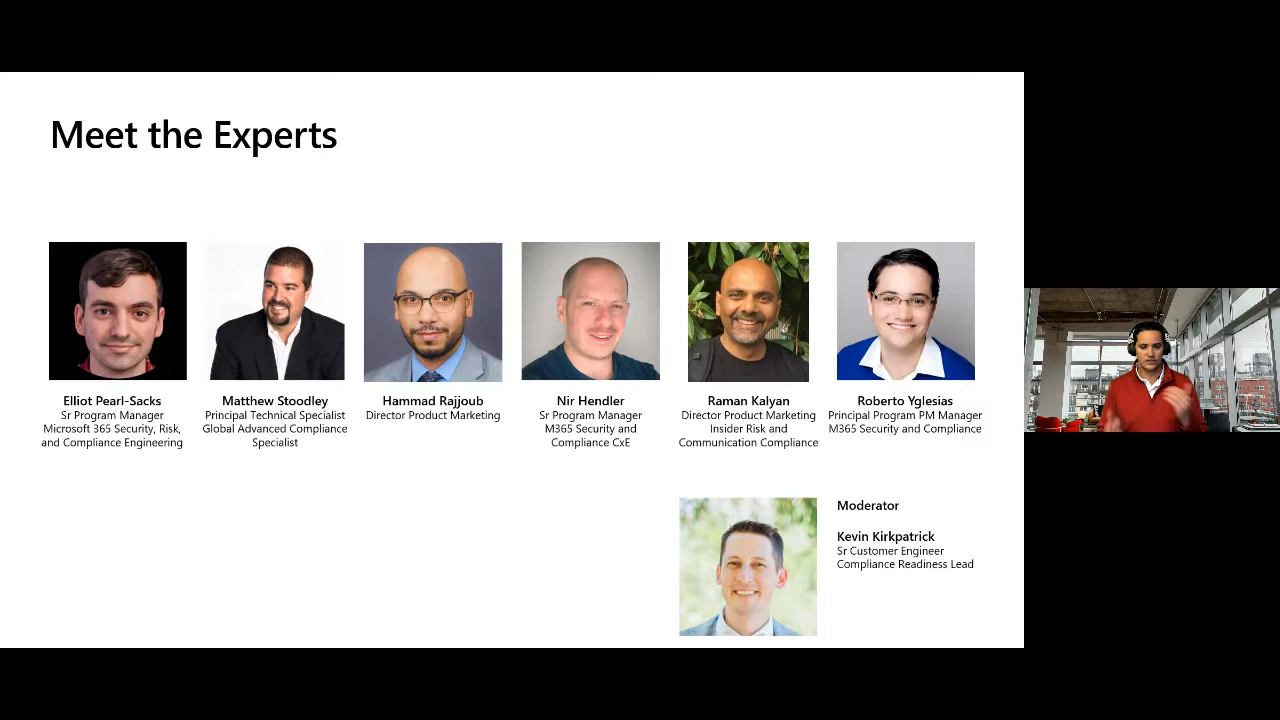 Meet the Experts
Elliot Pearl-Sacks
Sr Program Manager
Microsoft 365 Security, Risk,
and Compliance Engineering
Matthew Stoodley
Principal Technical Specialist
Global Advanced Compliance
Specialist
Hammad Rajjoub
Director Product Marketing
Nir Hendler
Sr Program Manager
M365 Security and
Compliance CxE
Raman Kalyan
Director Product Marketing
Insider Risk and
Communication Compliance
Roberto Yglesias
Principal Program PM Manager
M365 Security and Compliance
Moderator
Kevin Kirkpatrick
Sr Customer Engineer
Compliance Readiness Lead